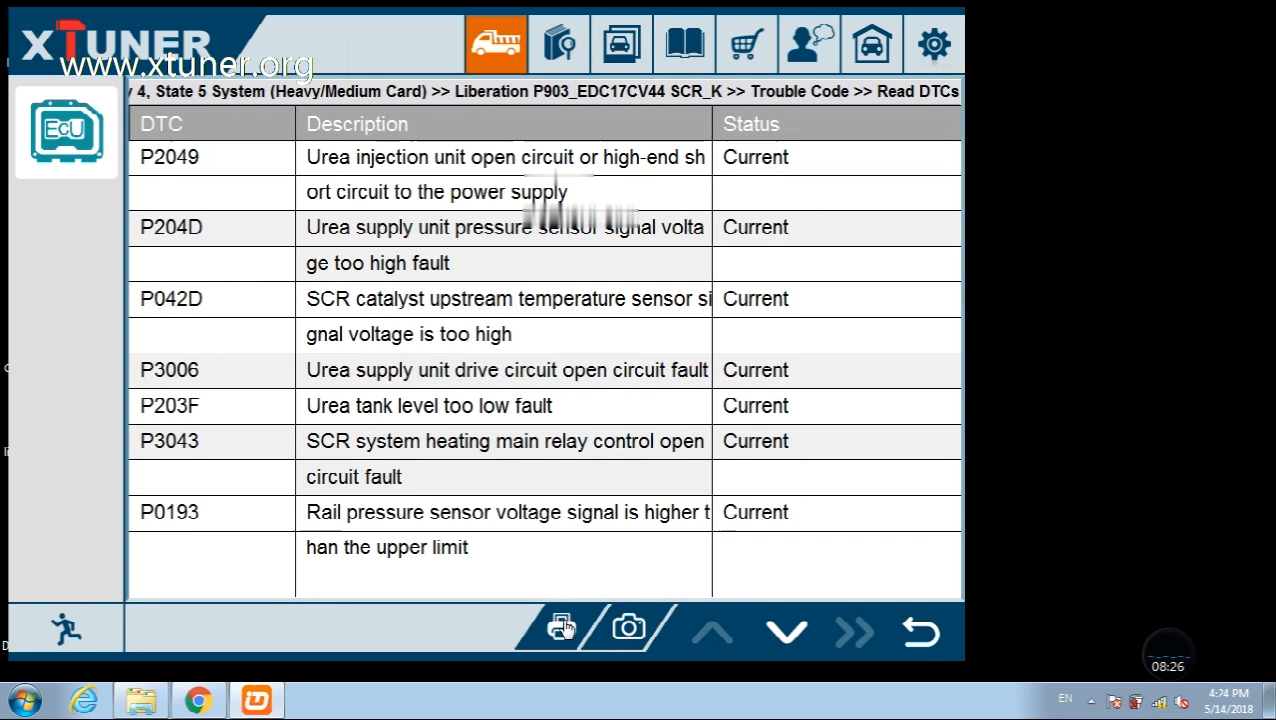 XTUNER
www.xtuner.org
y 4, State 5 System (Heavy/Medium Card) >> Liberation P903_EDC17CV44 SCR_K >> Trouble Code >> Read DTCs
ECU
DTC Description Status
P2049 Urea injection unit open circuit or high-end sh Current
ort circuit to the power supply
P204D Urea supply unit pressure sensor signal volta Current
ge too high fault
P042D SCR catalyst upstream temperature sensor si Current
gnal voltage is too high
P3006 Urea supply unit drive circuit open circuit fault Current
P203F Urea tank level too low fault Current
P3043 SCR system heating main relay control open Current
circuit fault
P0193 Rail pressure sensor voltage signal is higher t Current
han the upper limit
08:26
EN
4:74 PM
5/14/2018